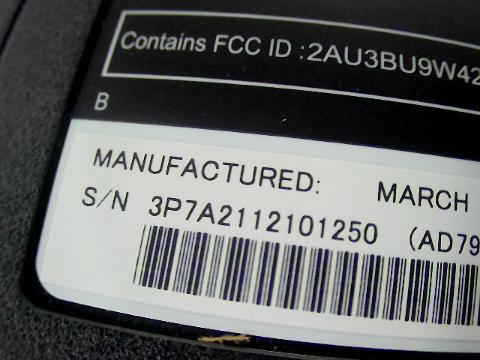 Contains FCC ID :2AU3BU9W42
B
MANUFACTURED: MARCH
S/N 3P7A2112101250 (AD79